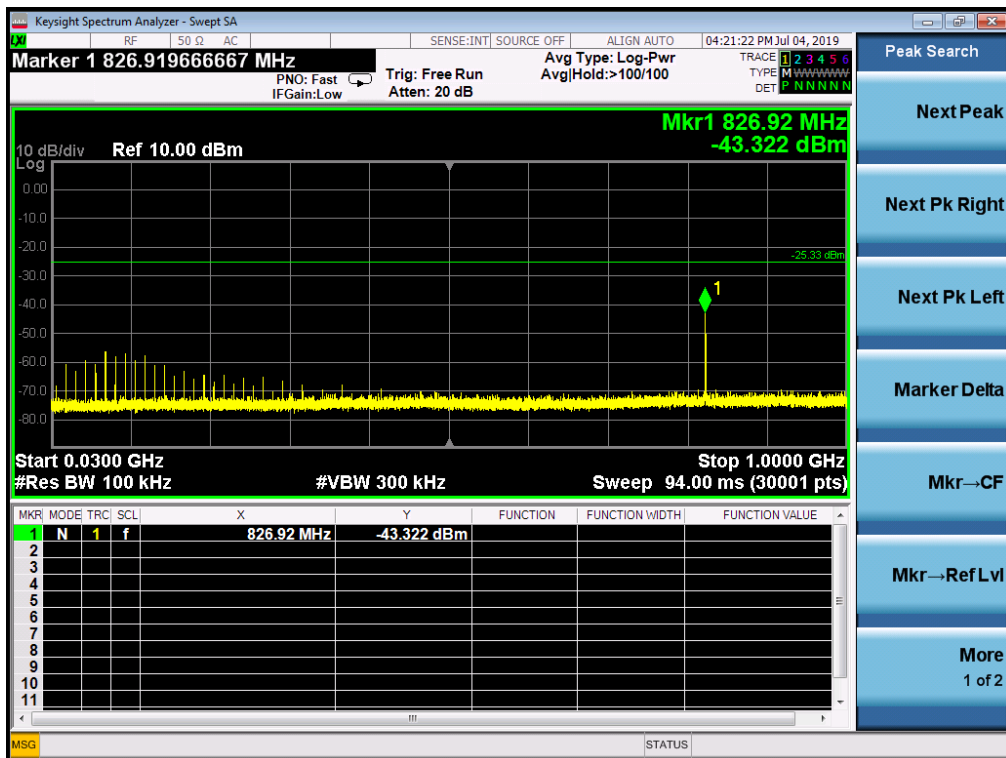 Keysight Spectrum Analyzer - Swept SA
LXI RF 50 Ω AC SENSE:INT SOURCE OFF ALIGN AUTO 04:21:22 PM Jul 04, 2019
Marker 1 826.919666667 MHz
PNO: Fast
IFGain:Low
Trig: Free Run
Atten: 20 dB
Avg Type: Log-Pwr
Avg|Hold:>100/100
TRACE 1 2 3 4 5 6
TYPE M W W W W W
DET P N N N N N
Mkr1 826.92 MHz
-43.322 dBm
10 dB/div Ref 10.00 dBm
Log
0.00
-10.0
-20.0
-25.33 dBm
-30.0
1
-40.0
-50.0
-60.0
-70.0
-80.0
Start 0.0300 GHz Stop 1.0000 GHz
#Res BW 100 kHz #VBW 300 kHz Sweep 94.00 ms (30001 pts)
MKR MODE TRC SCL X Y FUNCTION FUNCTION WIDTH FUNCTION VALUE
1 N 1 f 826.92 MHz -43.322 dBm
2
3
4
5
6
7
8
9
10
11
MSG STATUS
Peak Search
Next Peak
Next Pk Right
Next Pk Left
Marker Delta
Mkr→CF
Mkr→Ref Lvl
More
1 of 2